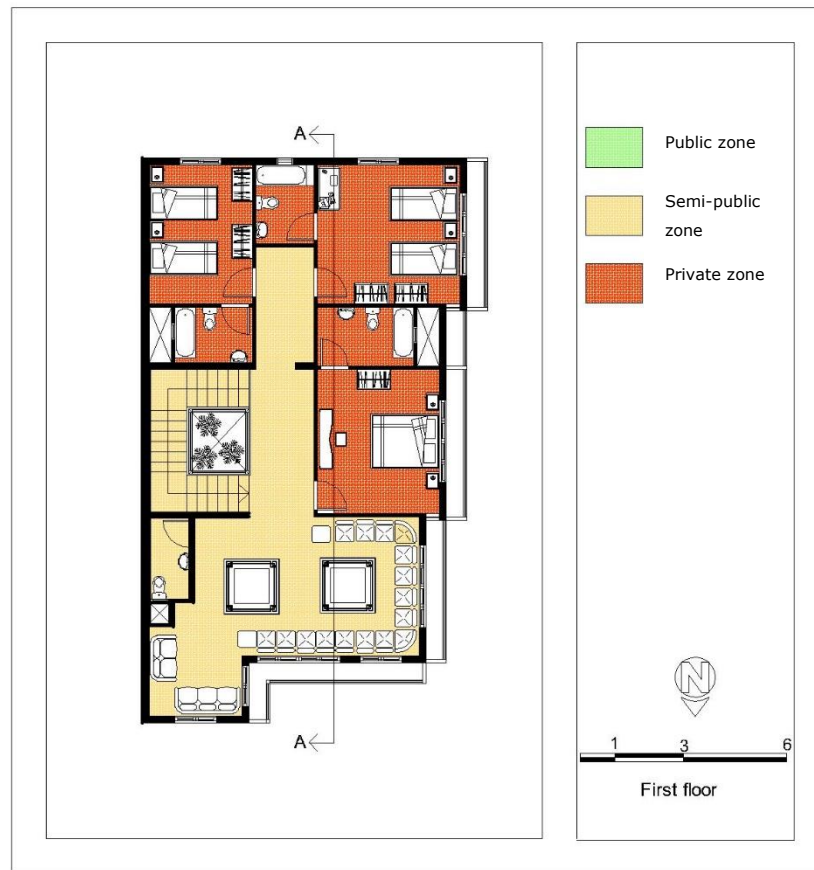 A
A
Public zone
Semi-public
zone
Private zone
N
1 3 6
First floor